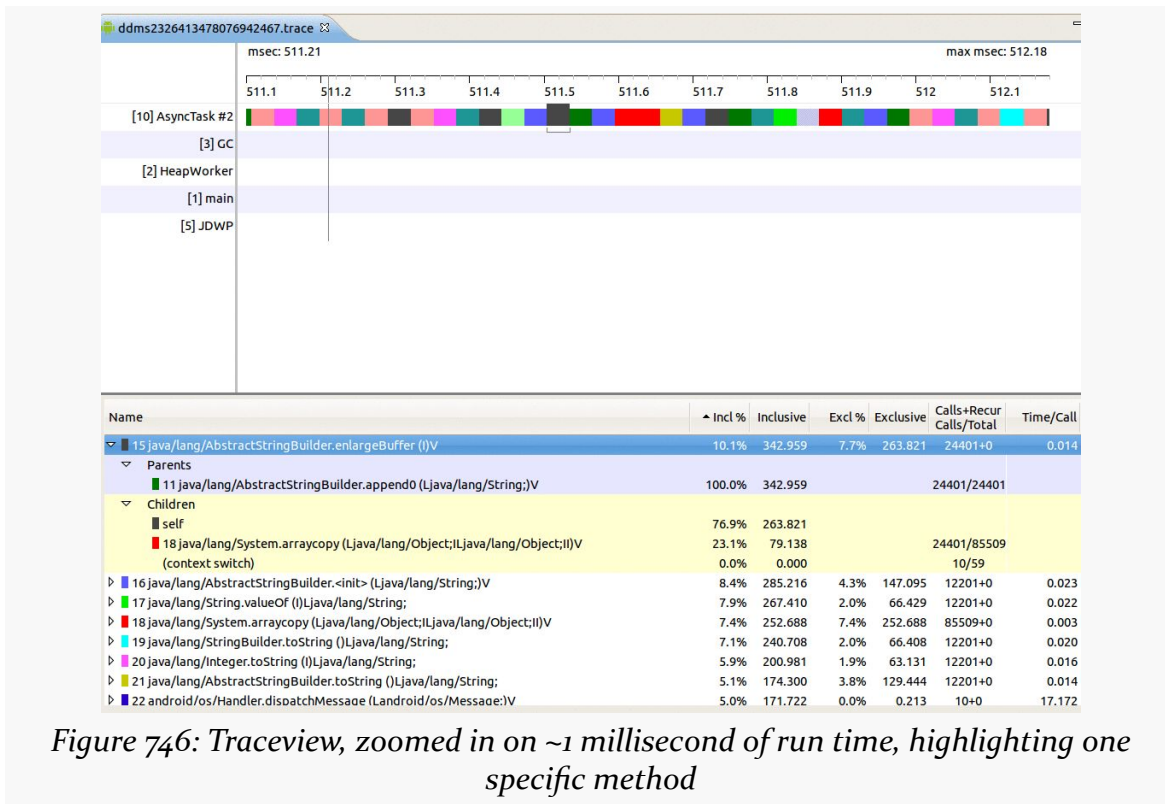 ddms2326413478076942467.trace
msec: 511.21 max msec: 512.18
511.1 511.2 511.3 511.4 511.5 511.6 511.7 511.8 511.9 512 512.1
[10] AsyncTask #2
[3] GC
[2] HeapWorker
[1] main
[5] JDWP
Name Incl % Inclusive Excl % Exclusive Calls+Recur Calls/Total Time/Call
15 java/lang/AbstractStringBuilder.enlargeBuffer (I)V 10.1% 342.959 7.7% 263.821 24401+0 0.014
Parents
11 java/lang/AbstractStringBuilder.append0 (Ljava/lang/String;)V 100.0% 342.959 24401/24401
Children
self 76.9% 263.821
18 java/lang/System.arraycopy (Ljava/lang/Object;ILjava/lang/Object;II)V 23.1% 79.138 24401/85509
(context switch) 0.0% 0.000 10/59
16 java/lang/AbstractStringBuilder.<init> (Ljava/lang/String;)V 8.4% 285.216 4.3% 147.095 12201+0 0.023
17 java/lang/String.valueOf (I)Ljava/lang/String; 7.9% 267.410 2.0% 66.429 12201+0 0.022
18 java/lang/System.arraycopy (Ljava/lang/Object;ILjava/lang/Object;II)V 7.4% 252.688 7.4% 252.688 85509+0 0.003
19 java/lang/StringBuilder.toString ()Ljava/lang/String; 7.1% 240.708 2.0% 66.408 12201+0 0.020
20 java/lang/Integer.toString (I)Ljava/lang/String; 5.9% 200.981 1.9% 63.131 12201+0 0.016
21 java/lang/AbstractStringBuilder.toString ()Ljava/lang/String; 5.1% 174.300 3.8% 129.444 12201+0 0.014
22 android/os/Handler.dispatchMessage (Landroid/os/Message;)V 5.0% 171.722 0.0% 0.213 10+0 17.172
Figure 746: Traceview, zoomed in on ~1 millisecond of run time, highlighting one
specific method